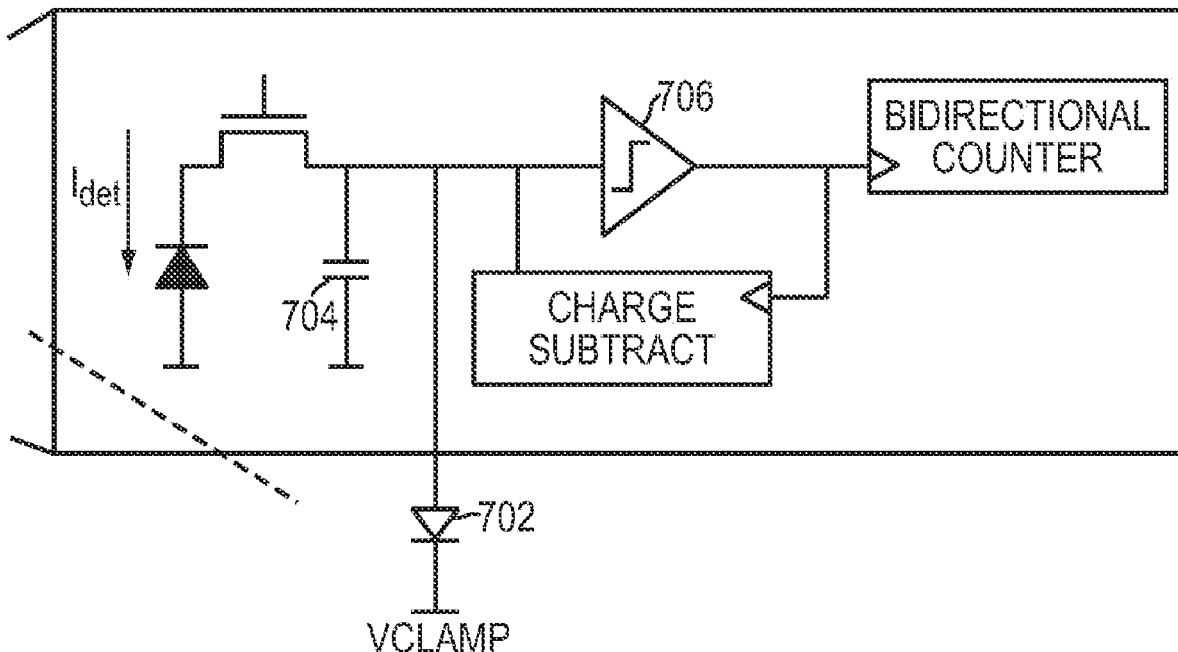 706
BIDIRECTIONAL
COUNTER
Idet
704
CHARGE
SUBTRACT
702
VCLAMP